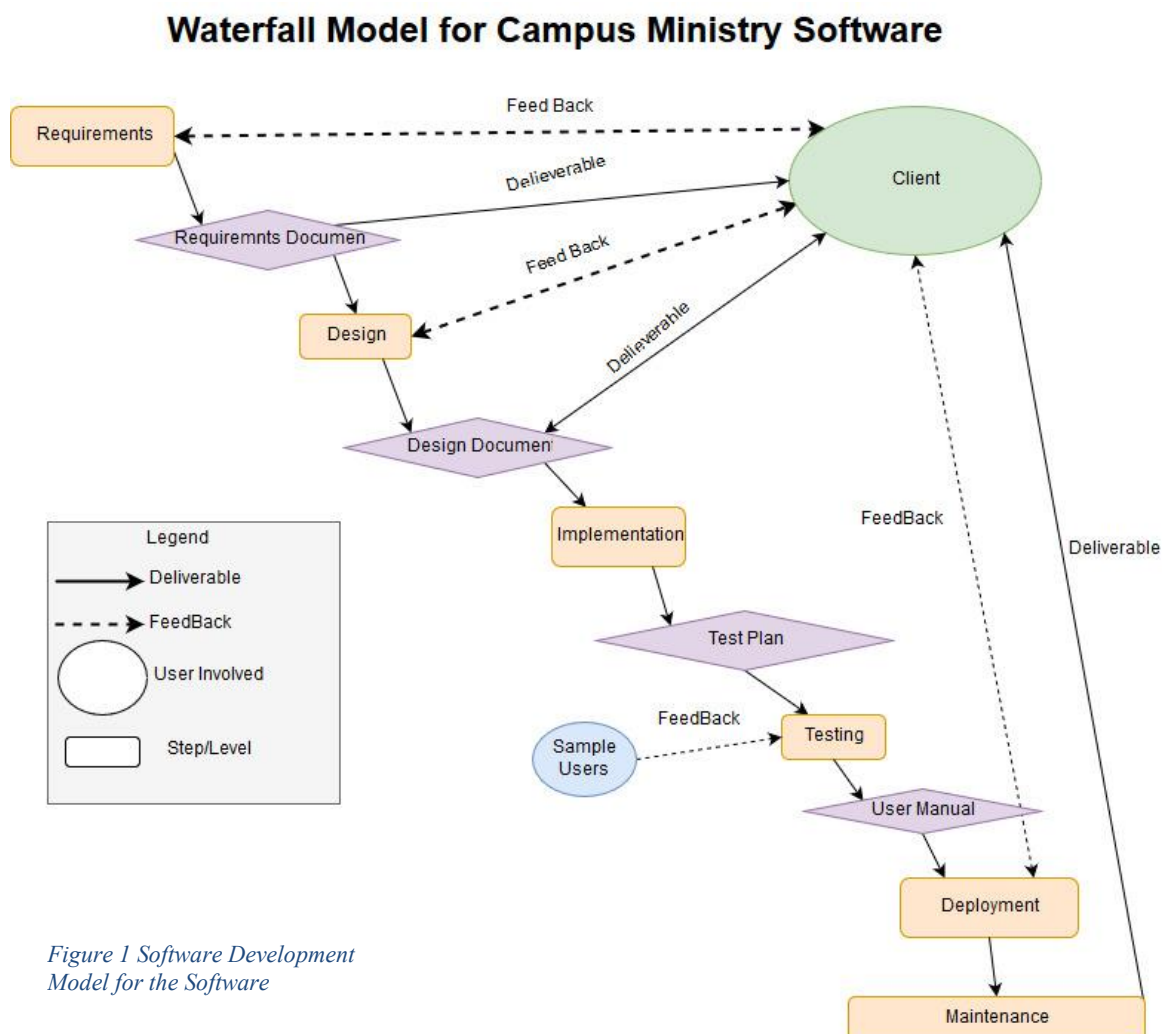 Waterfall Model for Campus Ministry Software
Feed Back
Requirements
Client
Delieverable
Requiremnts Documen
Feed Back
Design
Delieverable
Design Documen
Implementation
FeedBack
Deliverable
Legend
Deliverable
FeedBack
User Involved
Step/Level
Test Plan
FeedBack
Testing
Sample
Users
User Manual
Deployment
Figure 1 Software Development
Model for the Software
Maintenance